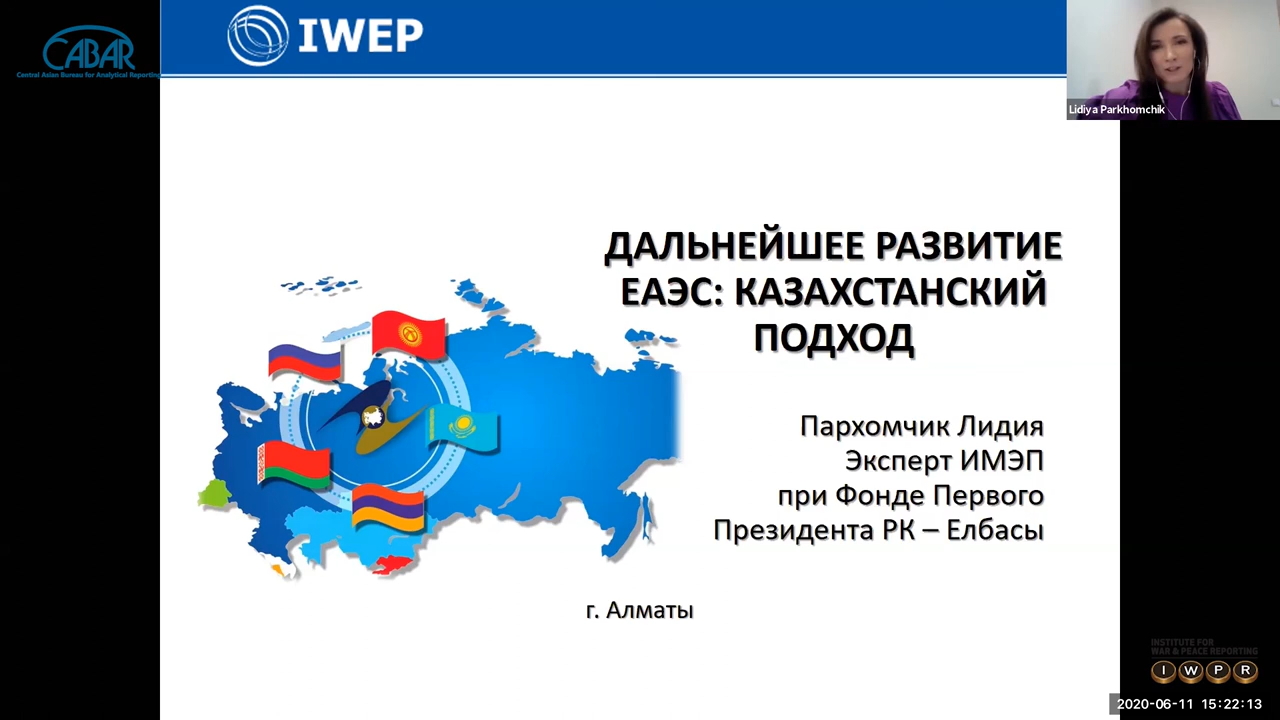 IWEP
CABAR
Central Asian Bureau for Analytical Reporting
Lidiya Parkhomchik
ДАЛЬНЕЙШЕЕ РАЗВИТИЕ
ЕАЭС: КАЗАХСТАНСКИЙ
ПОДХОД
Пархомчик Лидия
Эксперт ИМЭП
при Фонде Первого
Президента РК – Елбасы
г. Алматы
INSTITUTE FOR
WAR & PEACE REPORTING
I W P R
2020-06-11 15:22:13